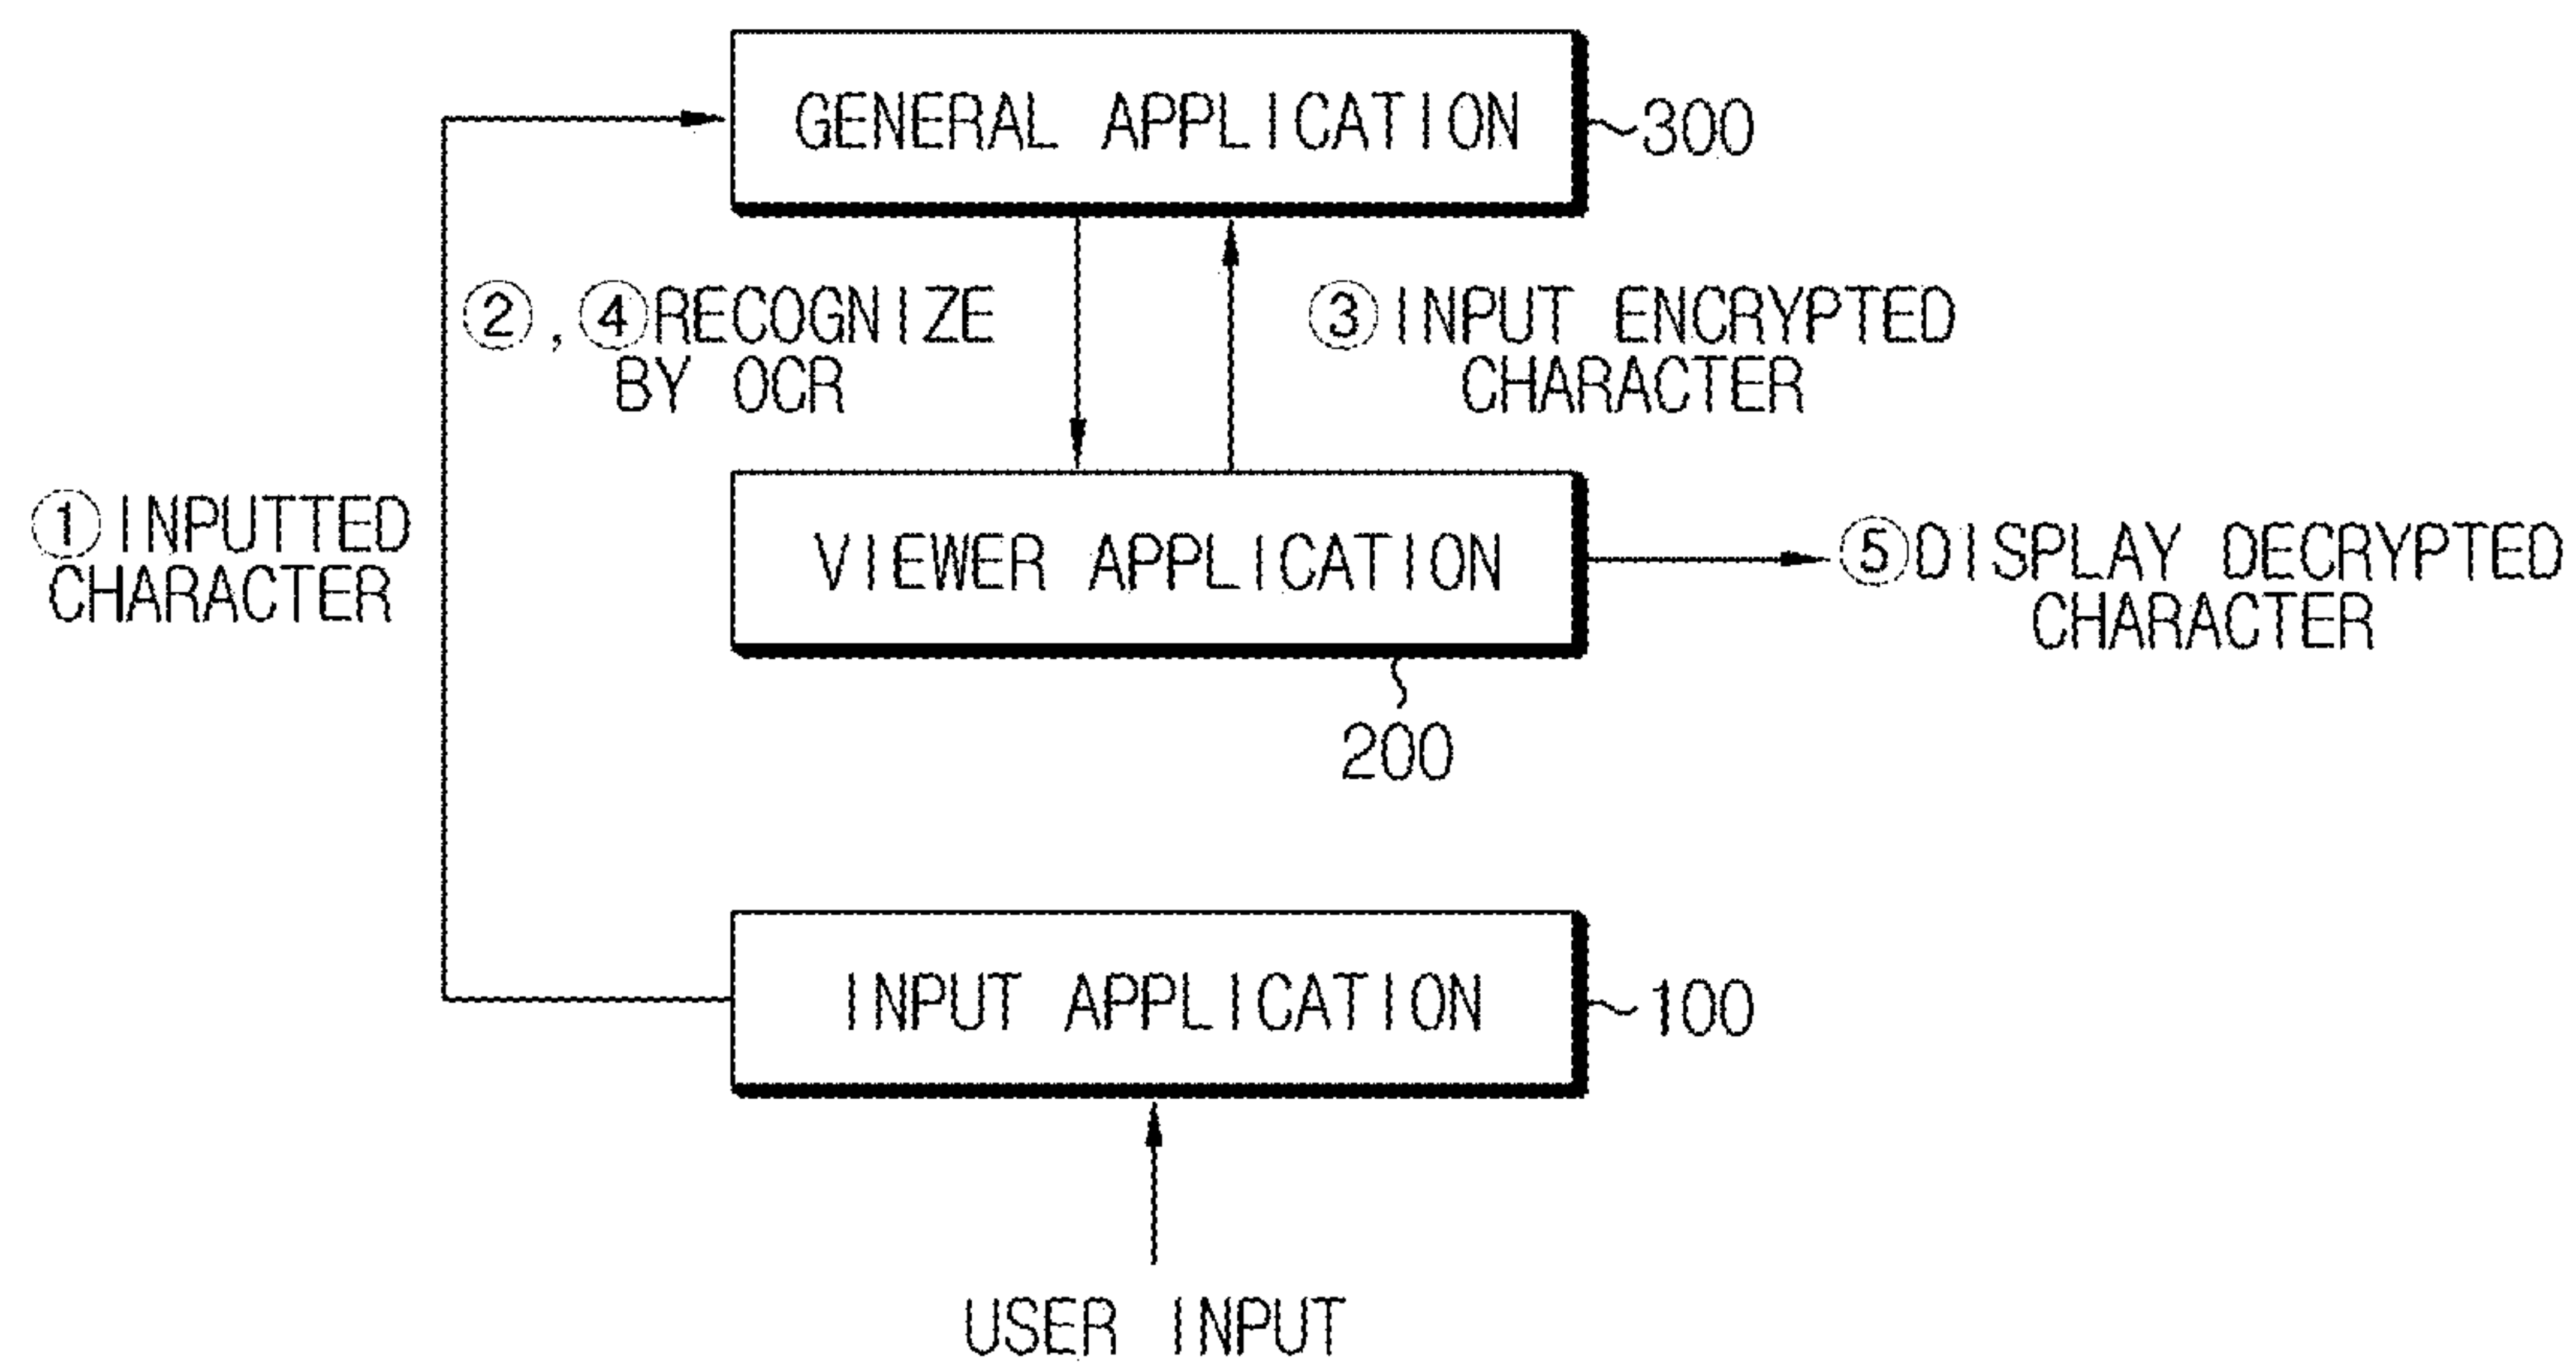 GENERAL APPLICATION
300
②, ④RECOGNIZE
BY OCR
③INPUT ENCRYPTED
CHARACTER
①INPUTTED
CHARACTER
VIEWER APPLICATION
⑤DISPLAY DECRYPTED
CHARACTER
200
INPUT APPLICATION
100
USER INPUT